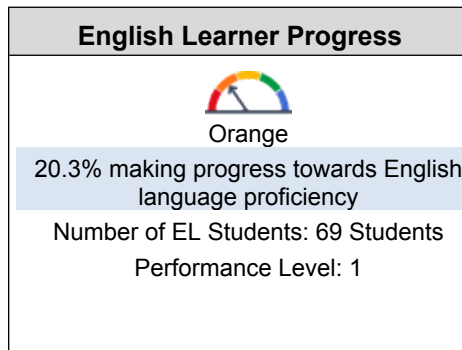 English Learner Progress
Orange
20.3% making progress towards English
language proficiency
Number of EL Students: 69 Students
Performance Level: 1